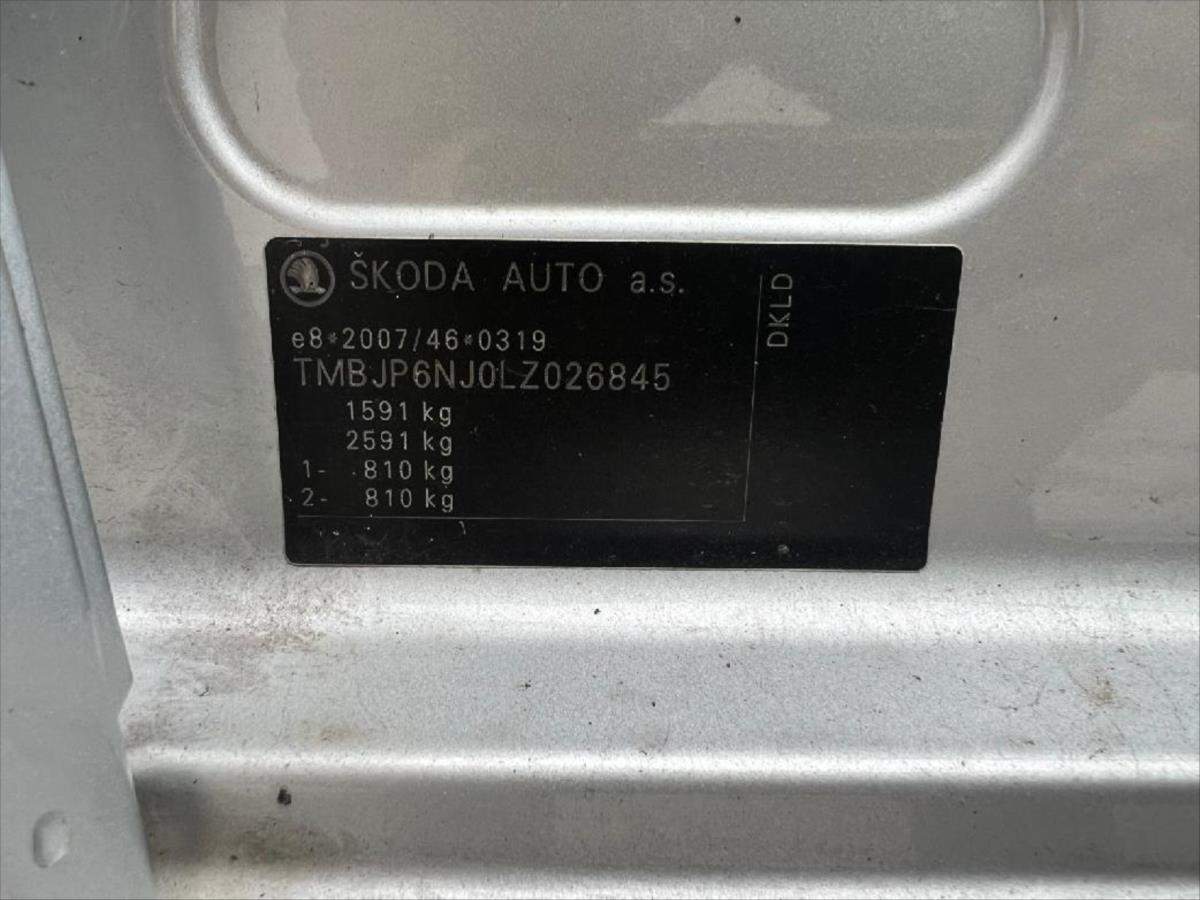 ŠKODA AUTO a.s.
e8*2007/46*0319
TMBJP6NJ0LZ026845
1591 kg
2591 kg
1- 810 kg
2- 810 kg
DKLD